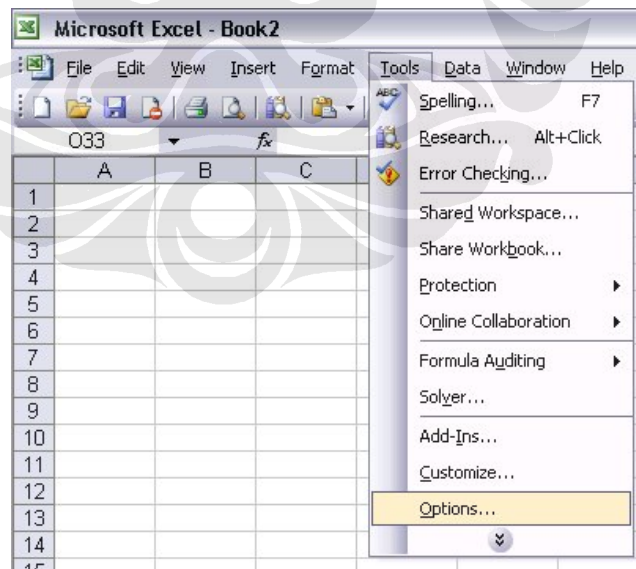 Microsoft Excel - Book2
File Edit View Insert Format Tools Data Window Help
O33 fx
A B C
1
2
3
4
5
6
7
8
9
10
11
12
13
14
15
ABC
Spelling... F7
Research... Alt+Click
Error Checking...
Shared Workspace...
Share Workbook...
Protection
Online Collaboration
Formula Auditing
Solver...
Add-Ins...
Customize...
Options...